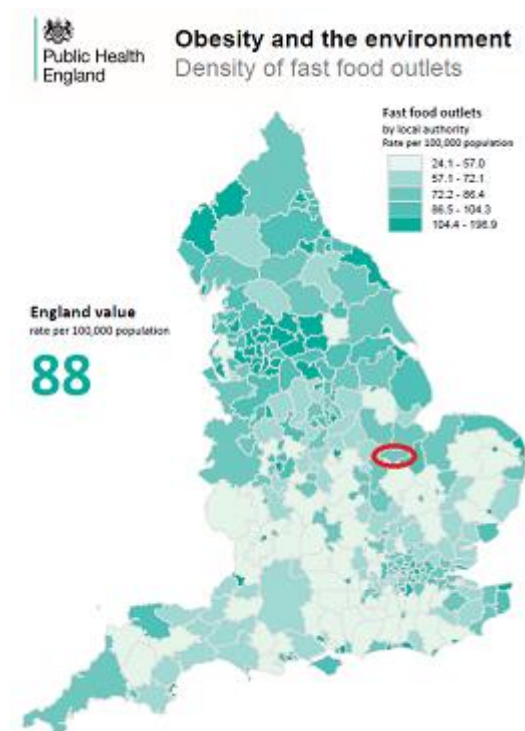 Public Health
England
Obesity and the environment
Density of fast food outlets
Fast food outlets
by local authority
Rate per 100,000 population
24.1 - 57.0
57.1 - 72.1
72.2 - 86.4
86.5 - 104.3
104.4 - 198.9
England value
rate per 100,000 population
88